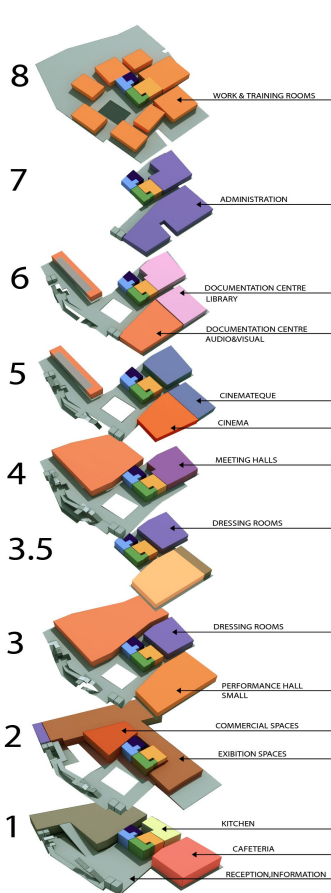 8
WORK & TRAINING ROOMS
7
ADMINISTRATION
6
DOCUMENTATION CENTRE
LIBRARY
DOCUMENTATION CENTRE
AUDIO&VISUAL
5
CINEMATEQUE
CINEMA
4
MEETING HALLS
DRESSING ROOMS
3.5
3
DRESSING ROOMS
PERFORMANCE HALL
SMALL
2
COMMERCIAL SPACES
EXIBITION SPACES
1
KITCHEN
CAFETERIA
RECEPTION,INFORMATION